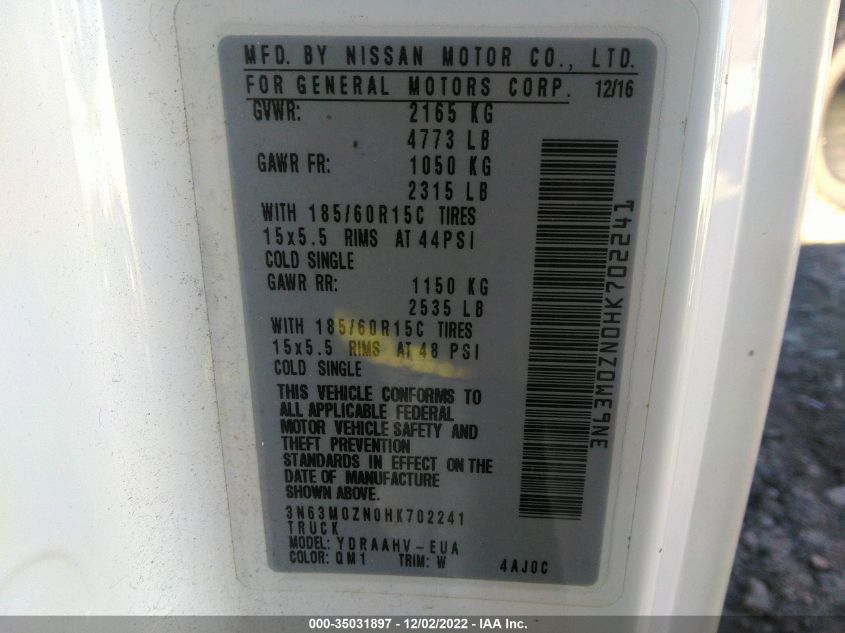 MFD. BY NISSAN MOTOR CO., LTD.
FOR GENERAL MOTORS CORP. 12/16
GVWR: 2165 KG
4773 LB
GAWR FR: 1050 KG
2315 LB
WITH 185/60R15C TIRES
15x5.5 RIMS AT 44PSI
COLD SINGLE
GAWR RR: 1150 KG
2535 LB
WITH 185/60R15C TIRES
15x5.5 RIMS AT 48 PSI
COLD SINGLE
THIS VEHICLE CONFORMS TO
ALL APPLICABLE FEDERAL
MOTOR VEHICLE SAFETY AND
THEFT PREVENTION
STANDARDS IN EFFECT ON THE
DATE OF MANUFACTURE
SHOWN ABOVE.
3N63M0ZN0HK702241
TRUCK
MODEL: YDRAAHV-EUA
COLOR: QM1 TRIM: W 4AJ0C
3N63M0ZN0HK702241
000-35031897 - 12/02/2022 - IAA Inc.